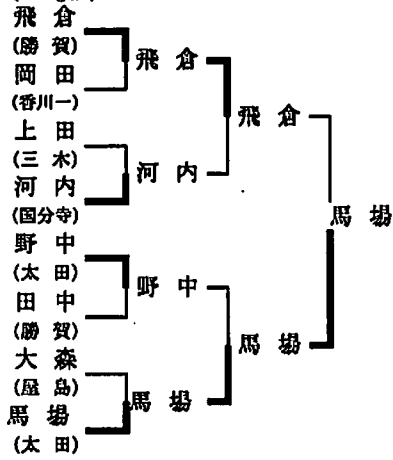 飛倉
(勝賀)
岡田
(香川一)
上田
(三木)
河内
(国分寺)
野中
(太田)
田中
(勝賀)
大森
(屋島)
馬場
(太田)
飛倉
河内
野中
馬場
飛倉
馬場
馬場